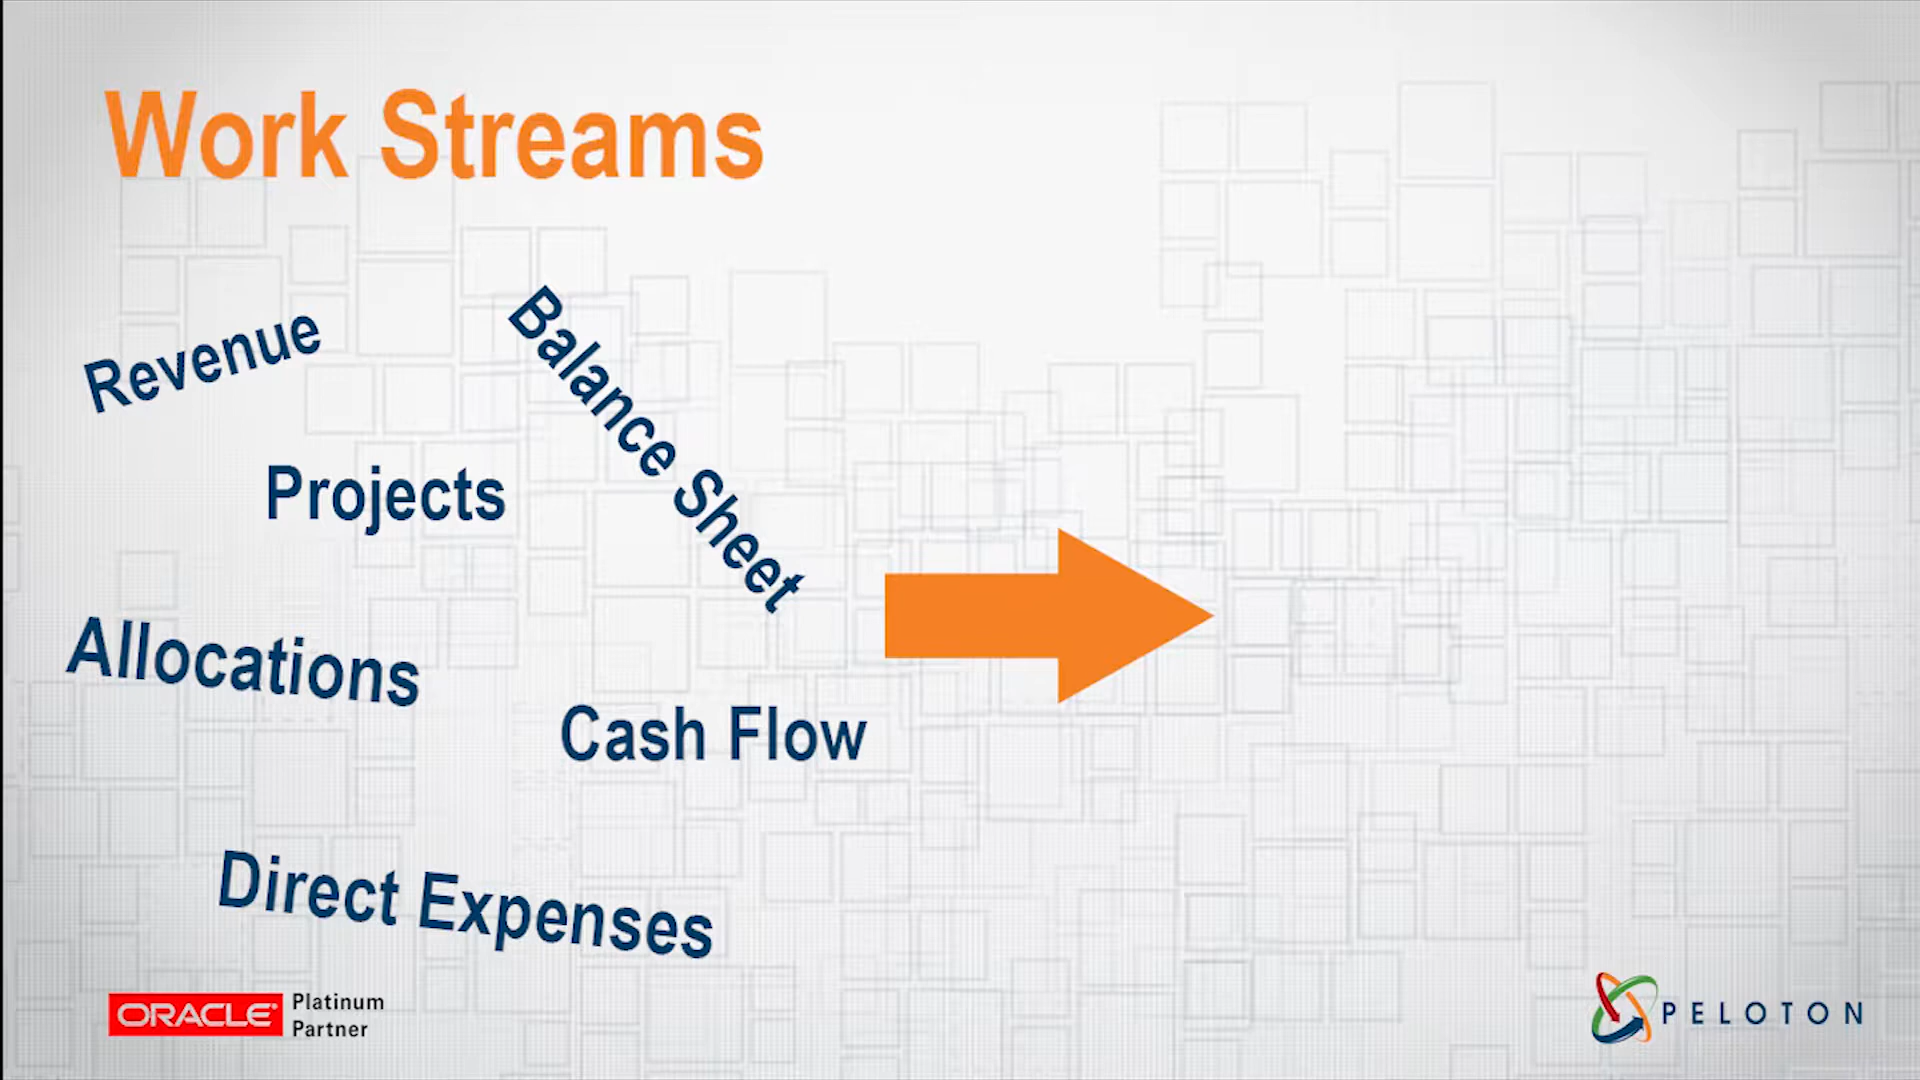 Work Streams
Revenue
Balance Sheet
Projects
Allocations
Cash Flow
Direct Expenses
ORACLE®
Platinum
Partner
PELOTON